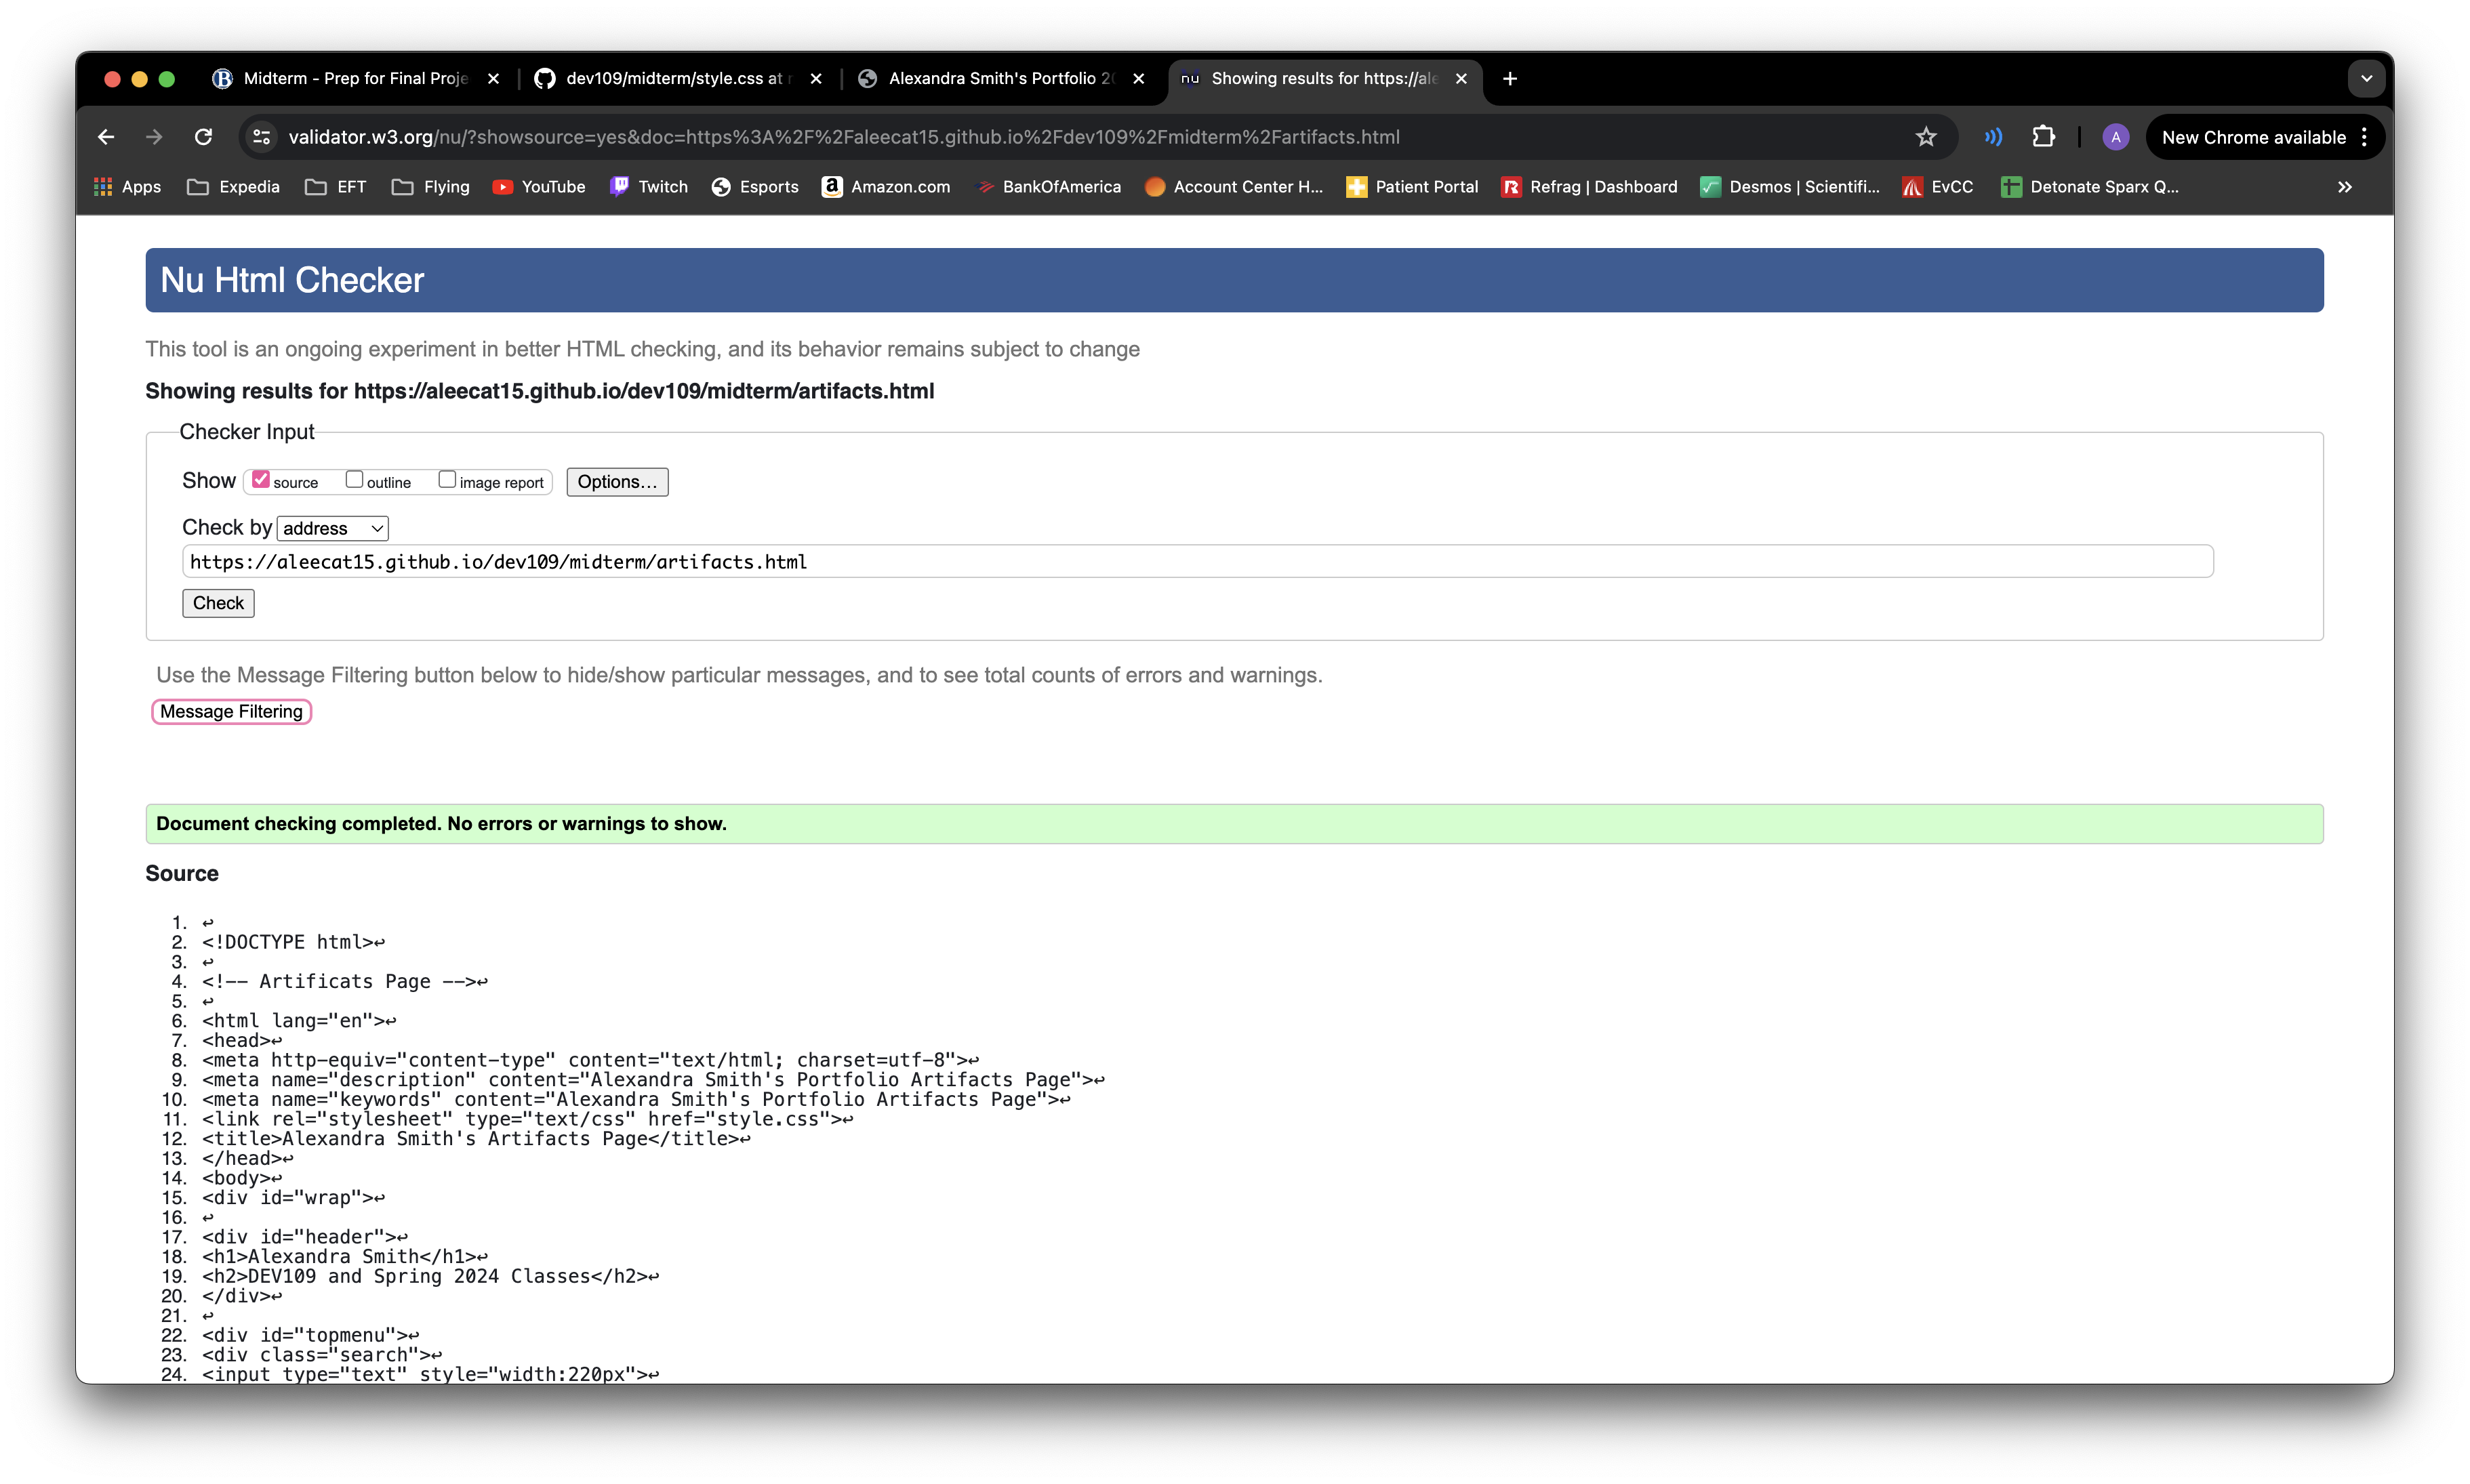 Midterm - Prep for Final Proje
dev109/midterm/style.css at
Alexandra Smith's Portfolio 20
nu Showing results for https://ale
validator.w3.org/nu/?showsource=yes&doc=https%3A%2F%2Faleecat15.github.io%2Fdev109%2Fmidterm%2Fartifacts.html
A
New Chrome available
Apps Expedia EFT Flying YouTube Twitch Esports Amazon.com BankOfAmerica Account Center H... Patient Portal Refrag | Dashboard Desmos | Scientifi... EvCC Detonate Sparx Q...
Nu Html Checker
This tool is an ongoing experiment in better HTML checking, and its behavior remains subject to change
Showing results for https://aleecat15.github.io/dev109/midterm/artifacts.html
Checker Input
Show source outline image report Options...
Check by address
https://aleecat15.github.io/dev109/midterm/artifacts.html
Check
Use the Message Filtering button below to hide/show particular messages, and to see total counts of errors and warnings.
Message Filtering
Document checking completed. No errors or warnings to show.
Source
1. ↩
2. <!DOCTYPE html>↩
3. ↩
4. <!-- Artificats Page -->↩
5. ↩
6. <html lang="en">↩
7. <head>↩
8. <meta http-equiv="content-type" content="text/html; charset=utf-8">↩
9. <meta name="description" content="Alexandra Smith's Portfolio Artifacts Page">↩
10. <meta name="keywords" content="Alexandra Smith's Portfolio Artifacts Page">↩
11. <link rel="stylesheet" type="text/css" href="style.css">↩
12. <title>Alexandra Smith's Artifacts Page</title>↩
13. </head>↩
14. <body>↩
15. <div id="wrap">↩
16. ↩
17. <div id="header">↩
18. <h1>Alexandra Smith</h1>↩
19. <h2>DEV109 and Spring 2024 Classes</h2>↩
20. </div>↩
21. ↩
22. <div id="topmenu">↩
23. <div class="search">↩
24. <input type="text" style="width:220px">↩